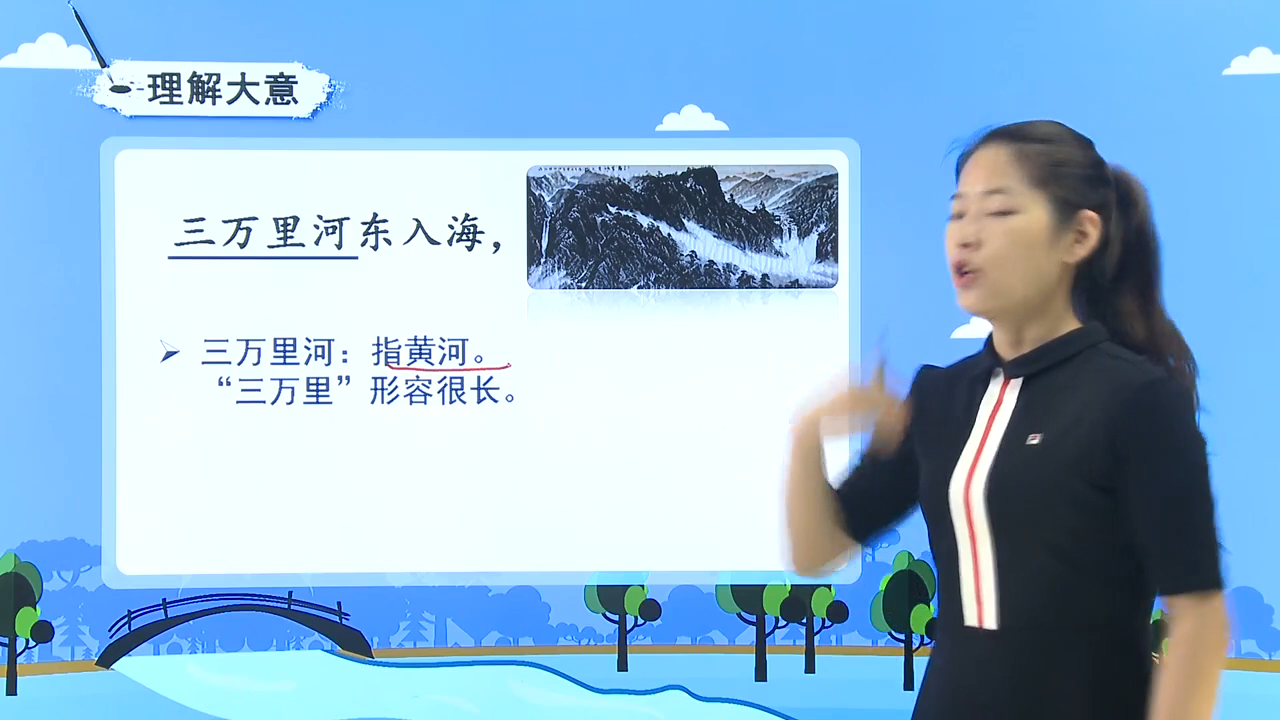 理解大意
三万里河东入海，
三万里河：指黄河。
“三万里”形容很长。